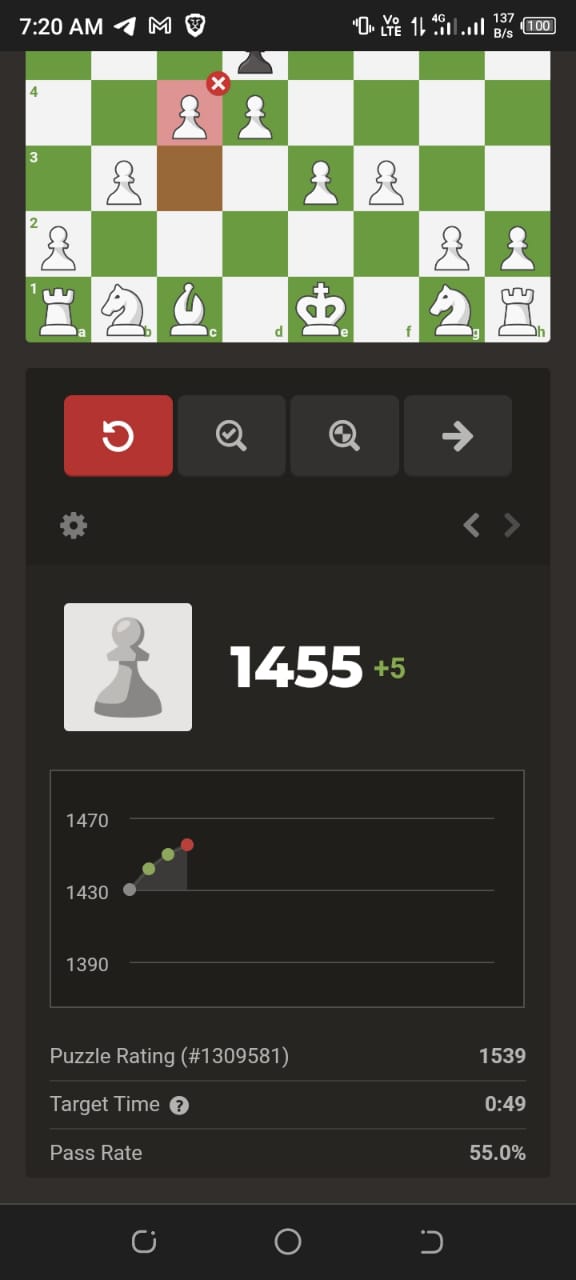 7:20 AM Vo LTE 4G 137 B/s 100
4
3
2
1
a b c d e f g h
1455 +5
1470
1430
1390
Puzzle Rating (#1309581) 1539
Target Time ? 0:49
Pass Rate 55.0%